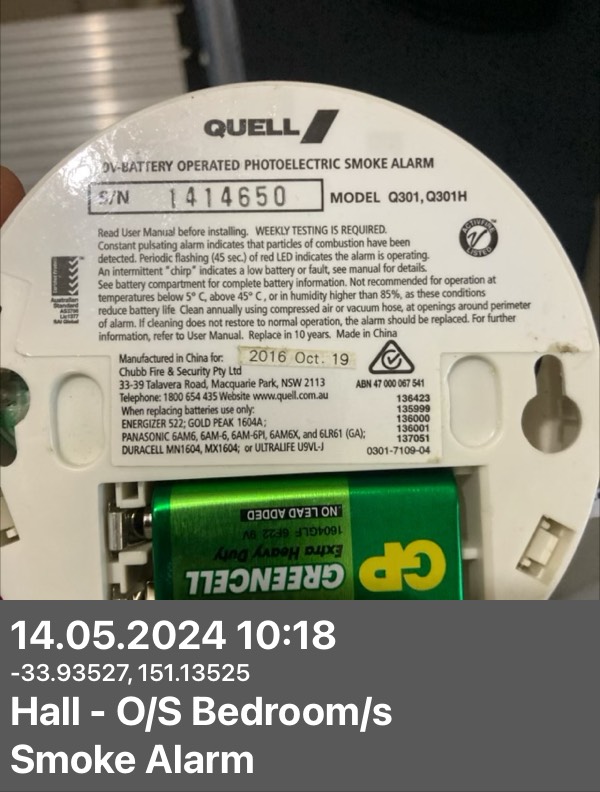 QUELL
9V-BATTERY OPERATED PHOTOELECTRIC SMOKE ALARM
S/N 1414650 MODEL Q301, Q301H
Read User Manual before installing. WEEKLY TESTING IS REQUIRED.
Constant pulsating alarm indicates that particles of combustion have been
detected. Periodic flashing (45 sec.) of red LED indicates the alarm is operating.
An intermittent "chirp" indicates a low battery or fault, see manual for details.
See battery compartment for complete battery information. Not recommended for operation at
temperatures below 5° C, above 45° C, or in humidity higher than 85%, as these conditions
reduce battery life. Clean annually using compressed air or vacuum hose, at openings around perimeter
of alarm. If cleaning does not restore to normal operation, the alarm should be replaced. For further
information, refer to User Manual. Replace in 10 years. Made in China
ACTIVFIRE
LISTED
Australian
Standard
AS3786
SAI Global
Manufactured in China for: 2016 Oct. 19
Chubb Fire & Security Pty Ltd
33-39 Talavera Road, Macquarie Park, NSW 2113
Telephone: 1800 654 435 Website www.quell.com.au
When replacing batteries use only:
ENERGIZER 522; GOLD PEAK 1604A;
PANASONIC 6AM6, 6AM-6, 6AM-6PI, 6AM6X, and 6LR61 (GA);
DURACELL MN1604, MX1604; or ULTRALIFE U9VL-J
ABN 47 000 067 541
136423
135999
136000
136001
137051
0301-7109-04
NO LEAD ADDED
1604GLF 6F22 9V
Extra Heavy Duty
GP GREENCELL
14.05.2024 10:18
-33.93527, 151.13525
Hall - O/S Bedroom/s
Smoke Alarm